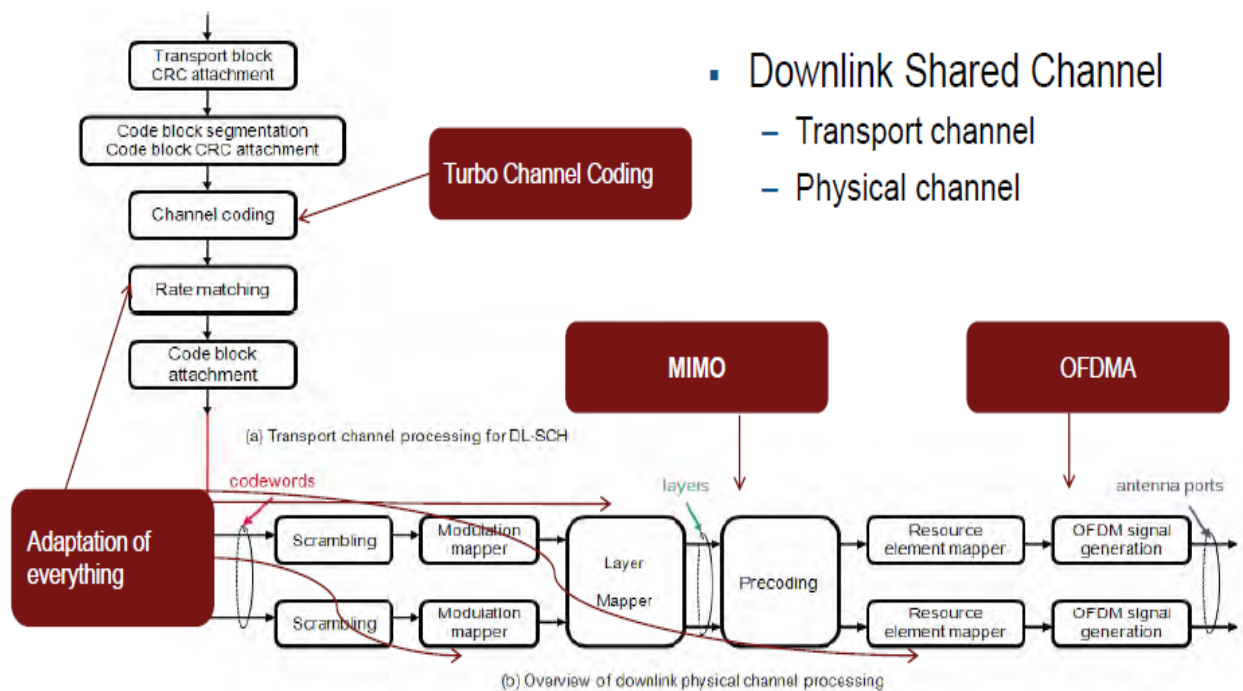 Transport block
CRC attachment
Code block segmentation
Code block CRC attachment
Channel coding
Rate matching
Code block
attachment
Turbo Channel Coding
▪ Downlink Shared Channel
– Transport channel
– Physical channel
MIMO
OFDMA
(a) Transport channel processing for DL-SCH
Adaptation of
everything
codewords
layers
antenna ports
Scrambling
Modulation
mapper
Layer
Mapper
Precoding
Resource
element mapper
OFDM signal
generation
Scrambling
Modulation
mapper
Resource
element mapper
OFDM signal
generation
(b) Overview of downlink physical channel processing